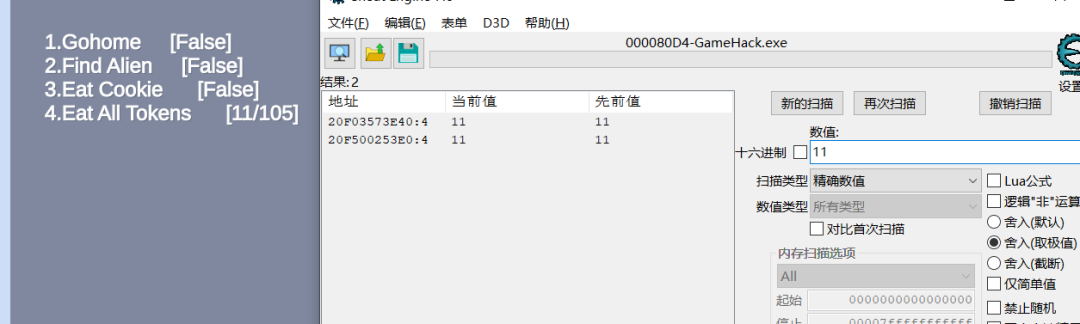 1.Gohome [False]
2.Find Alien [False]
3.Eat Cookie [False]
4.Eat All Tokens [11/105]
文件(F) 编辑(E) 表单 D3D 帮助(H)
000080D4-GameHack.exe
设置
结果:2
地址 当前值 先前值
20F03573E40:4 11 11
20F500253E0:4 11 11
新的扫描 再次扫描 撤销扫描
数值:
十六进制 11
扫描类型 精确数值
数值类型 所有类型
对比首次扫描
Lua公式
逻辑"非"运算
舍入(默认)
舍入(取极值)
舍入(截断)
仅简单值
禁止随机
内存扫描选项
All
起始 0000000000000000
停止 00007fffffffffff